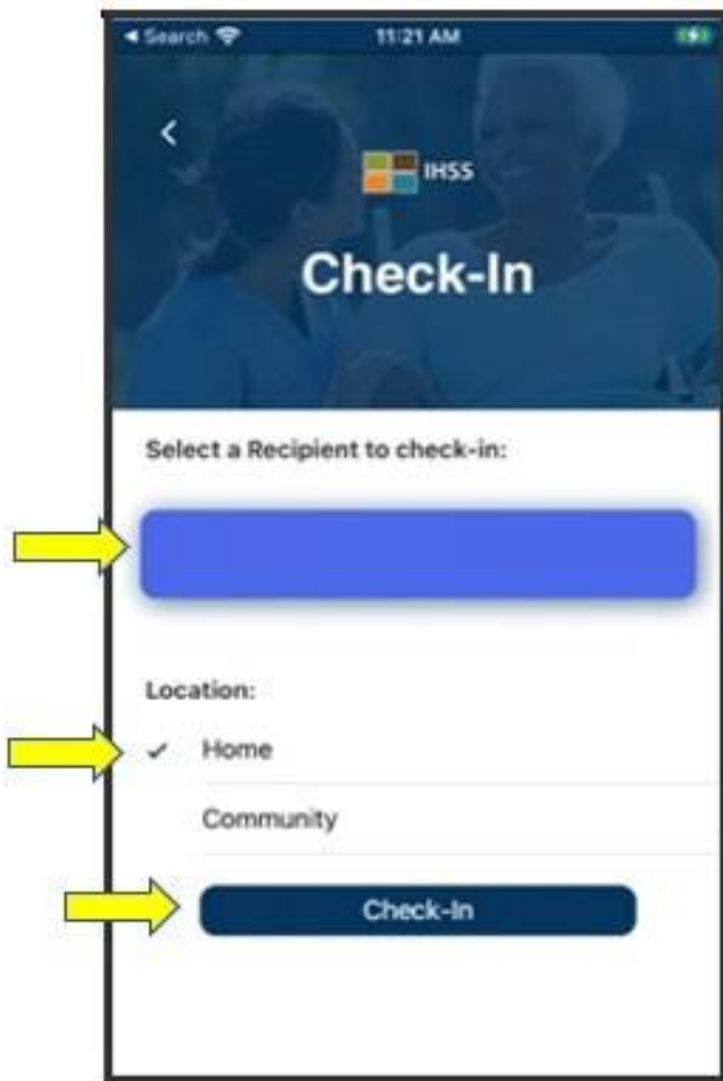 Search
11:21 AM
IHSS
Check-In
Select a Recipient to check-in:
Location:
Home
Community
Check-In